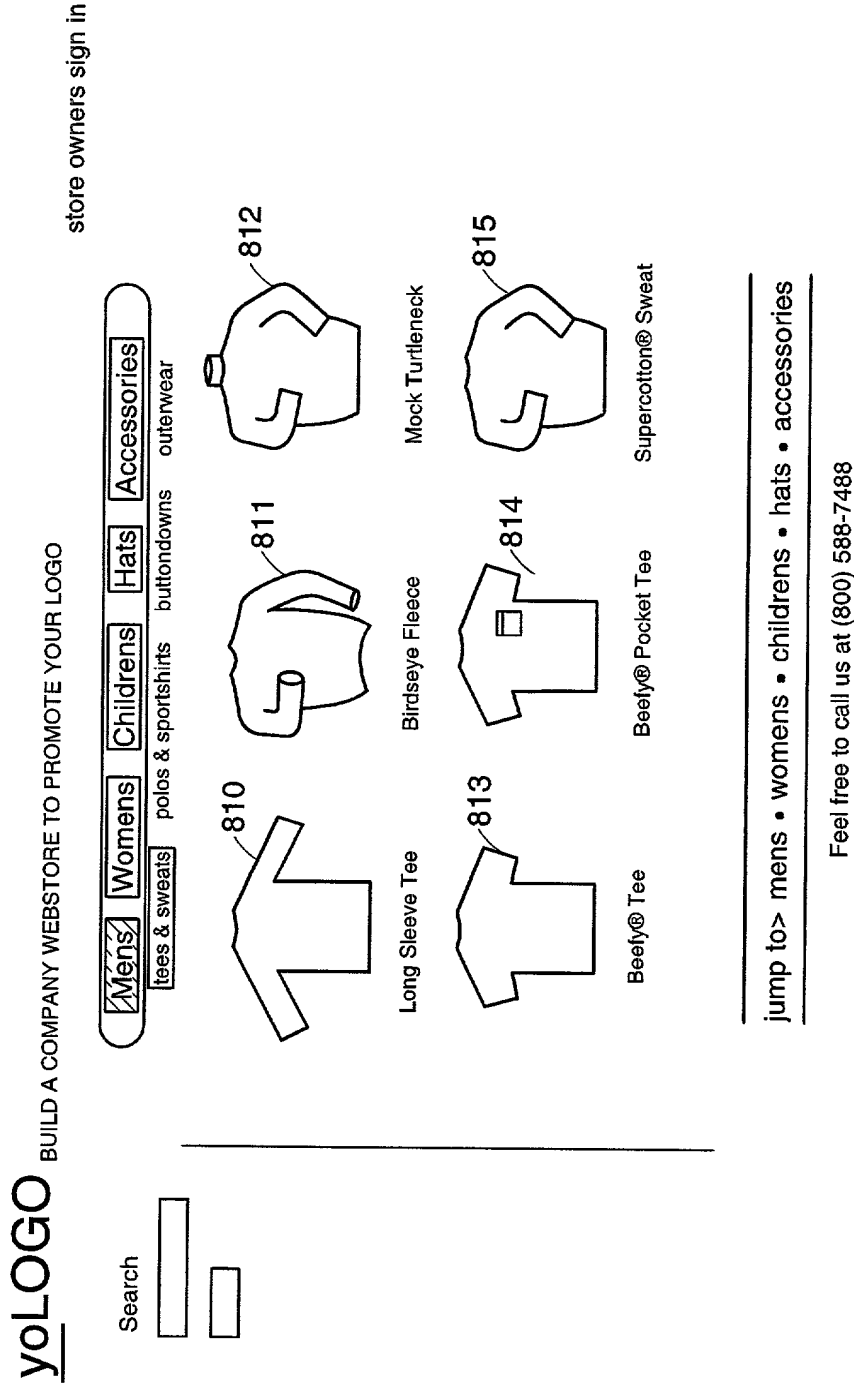 yoLOGO BUILD A COMPANY WEBSTORE TO PROMOTE YOUR LOGO
store owners sign in
Search
Mens Womens Childrens Hats Accessories
tees & sweats polos & sportshirts buttondowns outerwear
810 811 812
Long Sleeve Tee Birdseye Fleece Mock Turtleneck
813 814 815
Beefy® Tee Beefy® Pocket Tee Supercotton® Sweat
jump to> mens • womens • childrens • hats • accessories
Feel free to call us at (800) 588-7488